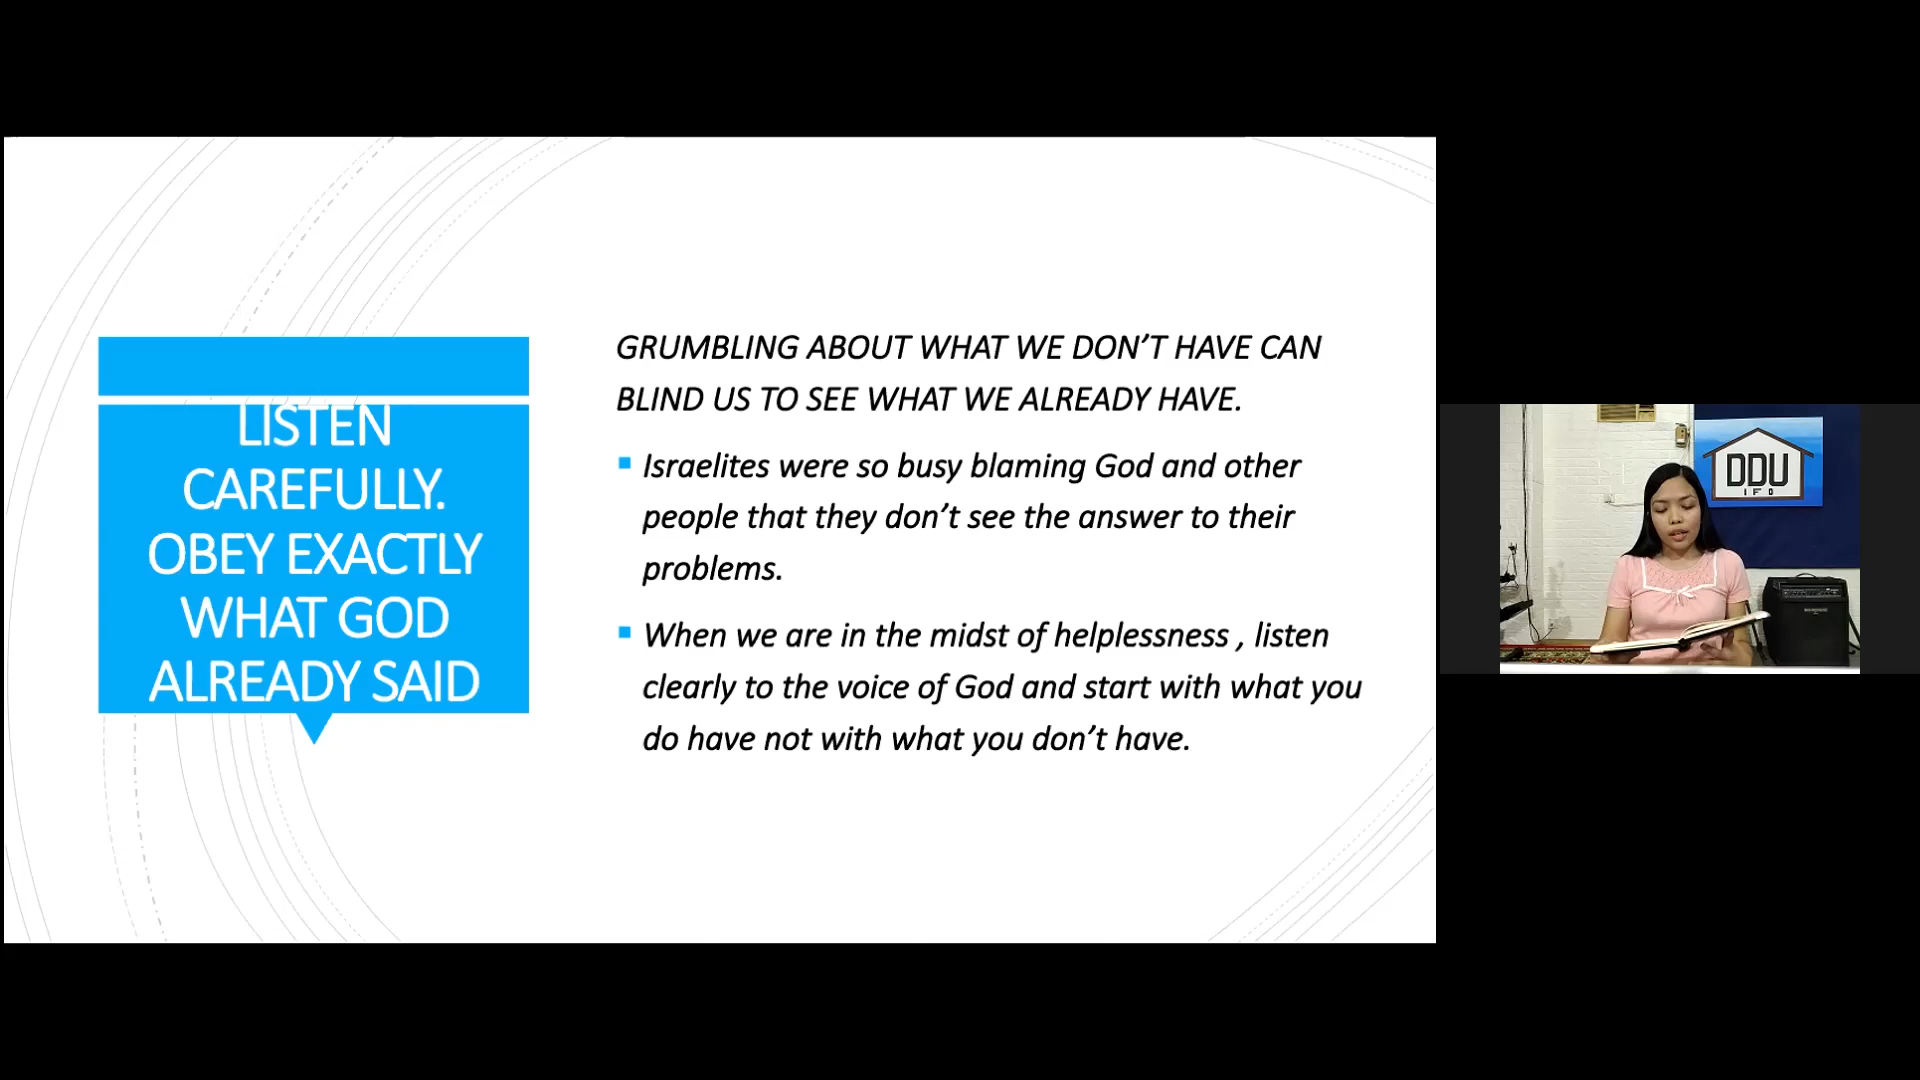 LISTEN
CAREFULLY.
OBEY EXACTLY
WHAT GOD
ALREADY SAID
GRUMBLING ABOUT WHAT WE DON’T HAVE CAN
BLIND US TO SEE WHAT WE ALREADY HAVE.
Israelites were so busy blaming God and other
people that they don’t see the answer to their
problems.
When we are in the midst of helplessness , listen
clearly to the voice of God and start with what you
do have not with what you don’t have.
DDU
IFO